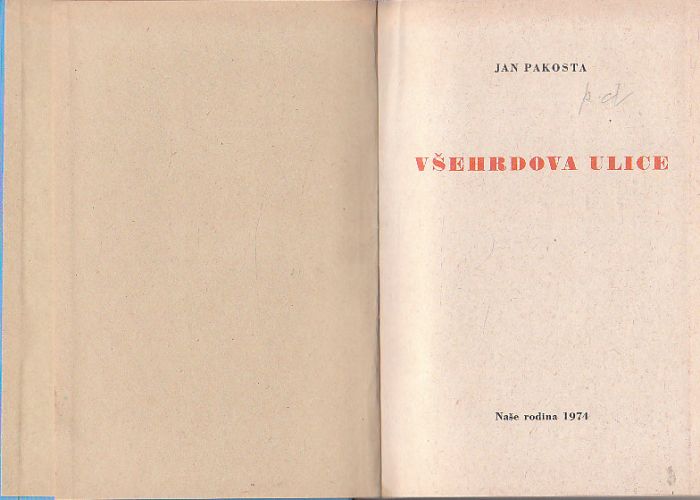 JAN PAKOSTA
VŠEHRDOVA ULICE
Naše rodina 1974